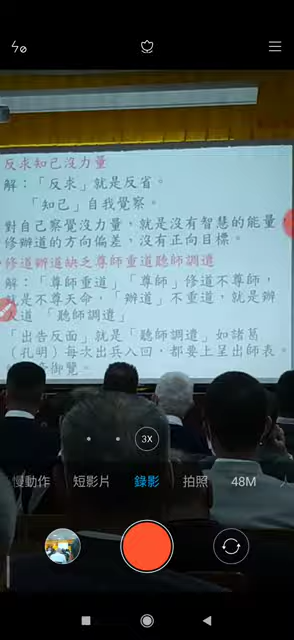 反求知己沒力量
解：「反求」就是反省。
「知己」自我覺察。
對自己察覺沒力量，就是沒有智慧的能量
修辦道的方向偏差，沒有正向目標。
修道辦道缺乏尊師重道聽師調遣
解：「尊師重道」「尊師」修道不尊師，
就是不尊天命，「辦道」不重道，就是辦
道「聽師調遣」
「出告反面」就是「聽師調遣」如諸葛
（孔明）每次出兵入回，都要上呈出師表。
御覽。
3X
慢動作
短影片
錄影
拍照
48M